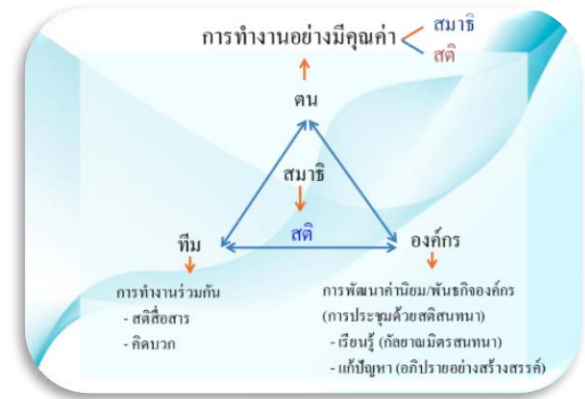 การทำงานอย่างมีคุณค่า
สมาธิ
สติ
ตน
สมาธิ
สติ
ทีม
องค์กร
การทำงานร่วมกัน
- สติสื่อสาร
- คิดบวก
การพัฒนาค่านิยม/พันธกิจองค์กร
(การประชุมด้วยสติสนทนา)
- เรียนรู้ (กัลยาณมิตรสนทนา)
- แก้ปัญหา (อภิปรายอย่างสร้างสรรค์)